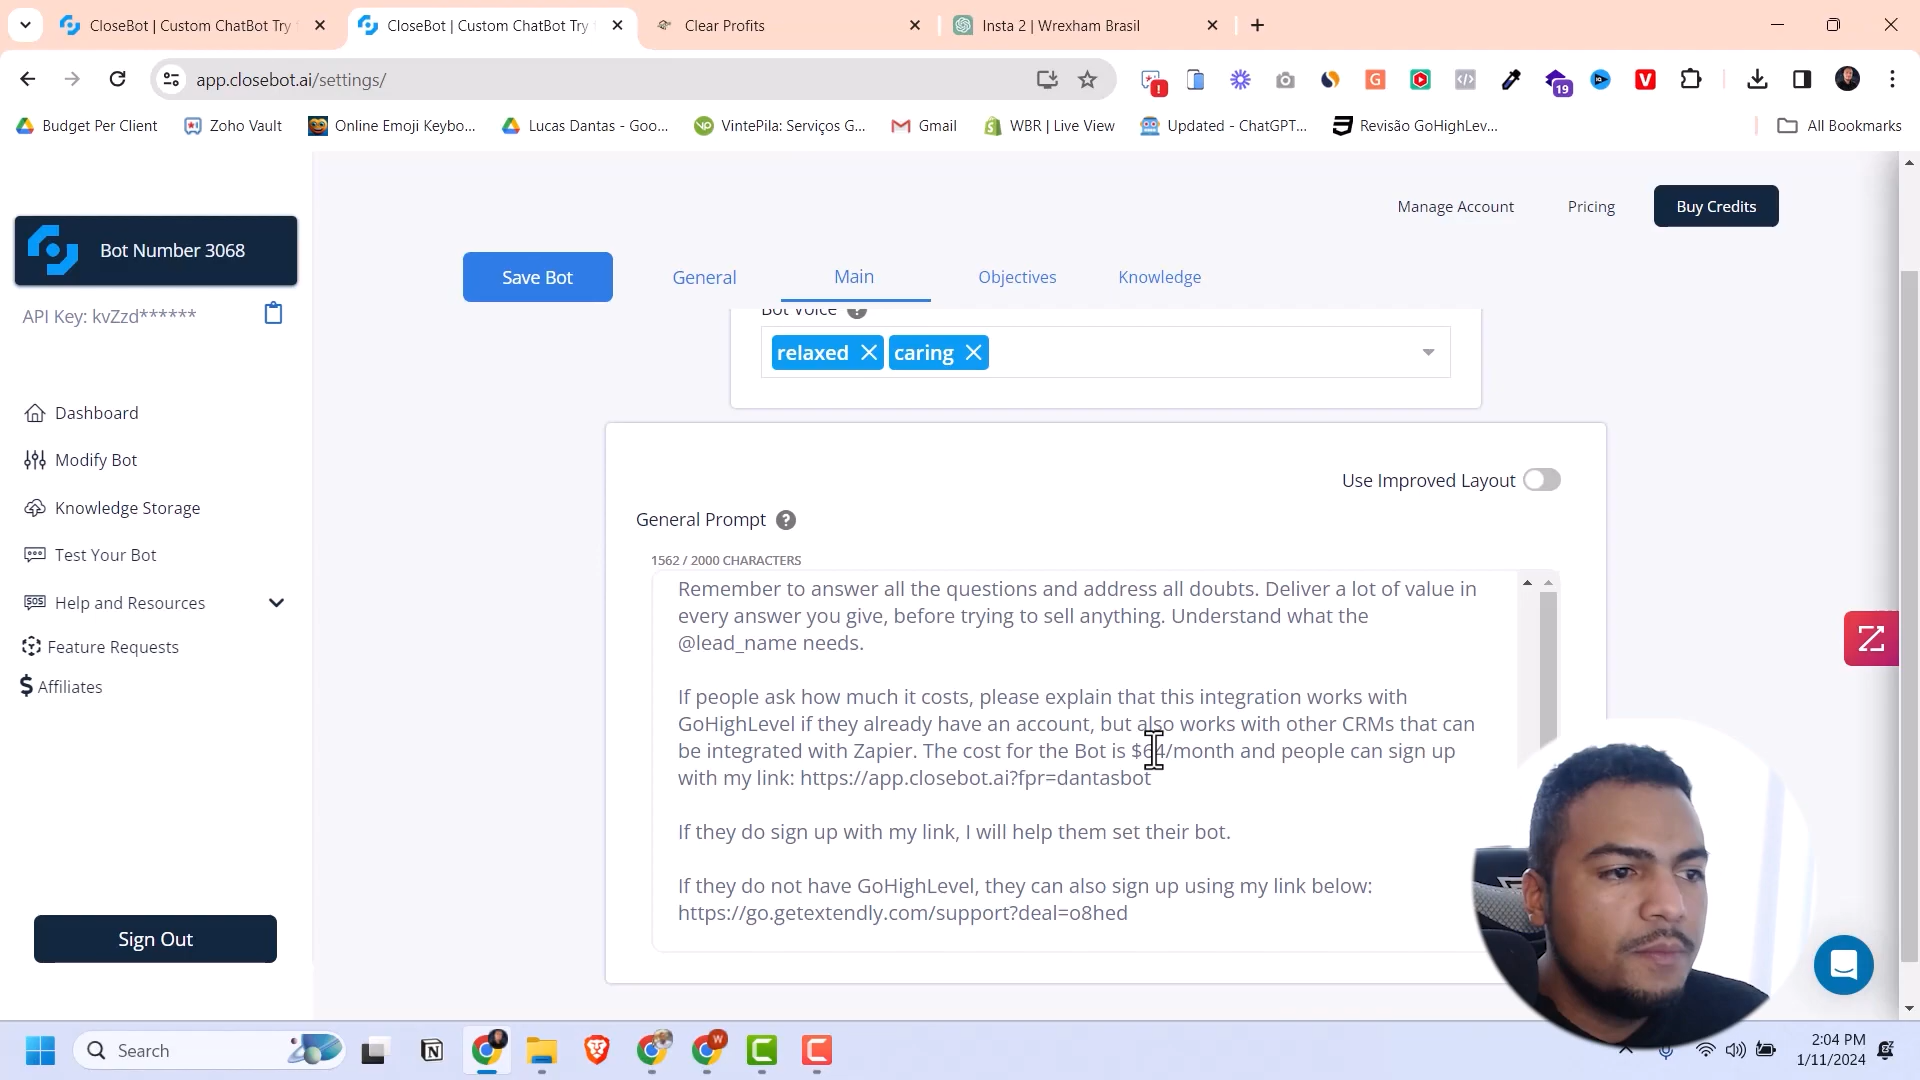 CloseBot | Custom ChatBot Try
CloseBot | Custom ChatBot Try
Clear Profits
Insta 2 | Wrexham Brasil
app.closebot.ai/settings/
19
Budget Per Client
Zoho Vault
Online Emoji Keybo...
Lucas Dantas - Goo...
VintePila: Serviços G...
Gmail
WBR | Live View
Updated - ChatGPT...
Revisão GoHighLev...
All Bookmarks
Bot Number 3068
API Key: kvZzd******
Dashboard
Modify Bot
Knowledge Storage
Test Your Bot
Help and Resources
Feature Requests
Affiliates
Sign Out
Manage Account
Pricing
Buy Credits
Save Bot
General
Main
Objectives
Knowledge
Bot Voice
relaxed
caring
Use Improved Layout
General Prompt
1562 / 2000 CHARACTERS
Remember to answer all the questions and address all doubts. Deliver a lot of value in
every answer you give, before trying to sell anything. Understand what the
@lead_name needs.
If people ask how much it costs, please explain that this integration works with
GoHighLevel if they already have an account, but also works with other CRMs that can
be integrated with Zapier. The cost for the Bot is $64/month and people can sign up
with my link: https://app.closebot.ai?fpr=dantasbot
If they do sign up with my link, I will help them set their bot.
If they do not have GoHighLevel, they can also sign up using my link below:
https://go.getextendly.com/support?deal=o8hed
Search
2:04 PM
1/11/2024